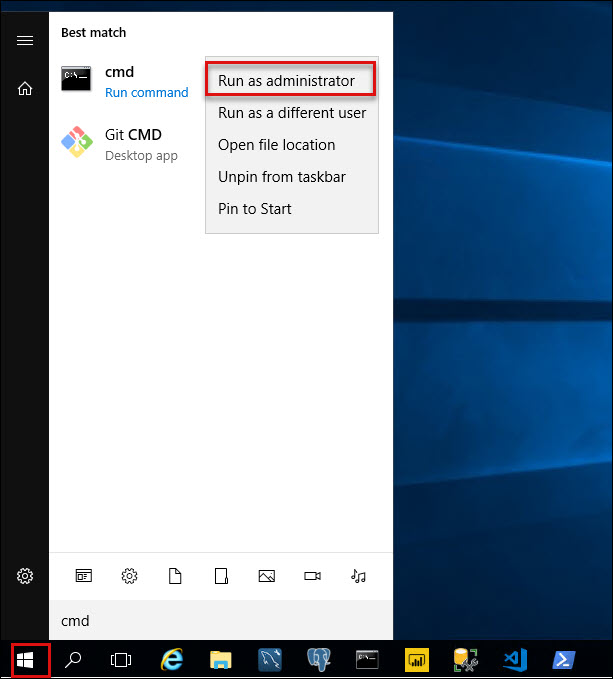 Best match
cmd
Run command
Git CMD
Desktop app
Run as administrator
Run as a different user
Open file location
Unpin from taskbar
Pin to Start
cmd